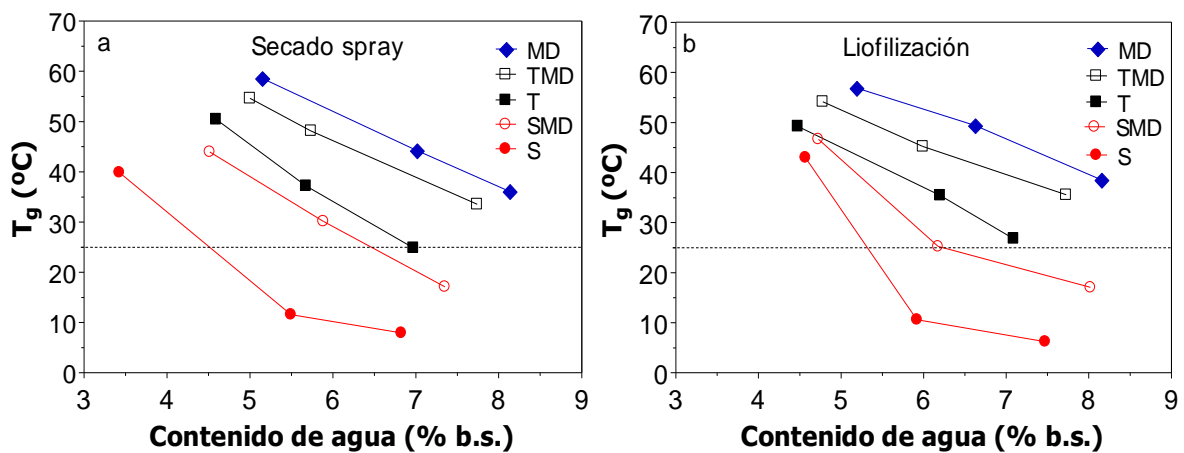 a
Secado spray
MD
TMD
T
SMD
S
70
60
50
40
30
20
10
0
Tg (ºC)
3 4 5 6 7 8 9
Contenido de agua (% b.s.)
b
Liofilización
MD
TMD
T
SMD
S
70
60
50
40
30
20
10
0
Tg (ºC)
3 4 5 6 7 8 9
Contenido de agua (% b.s.)